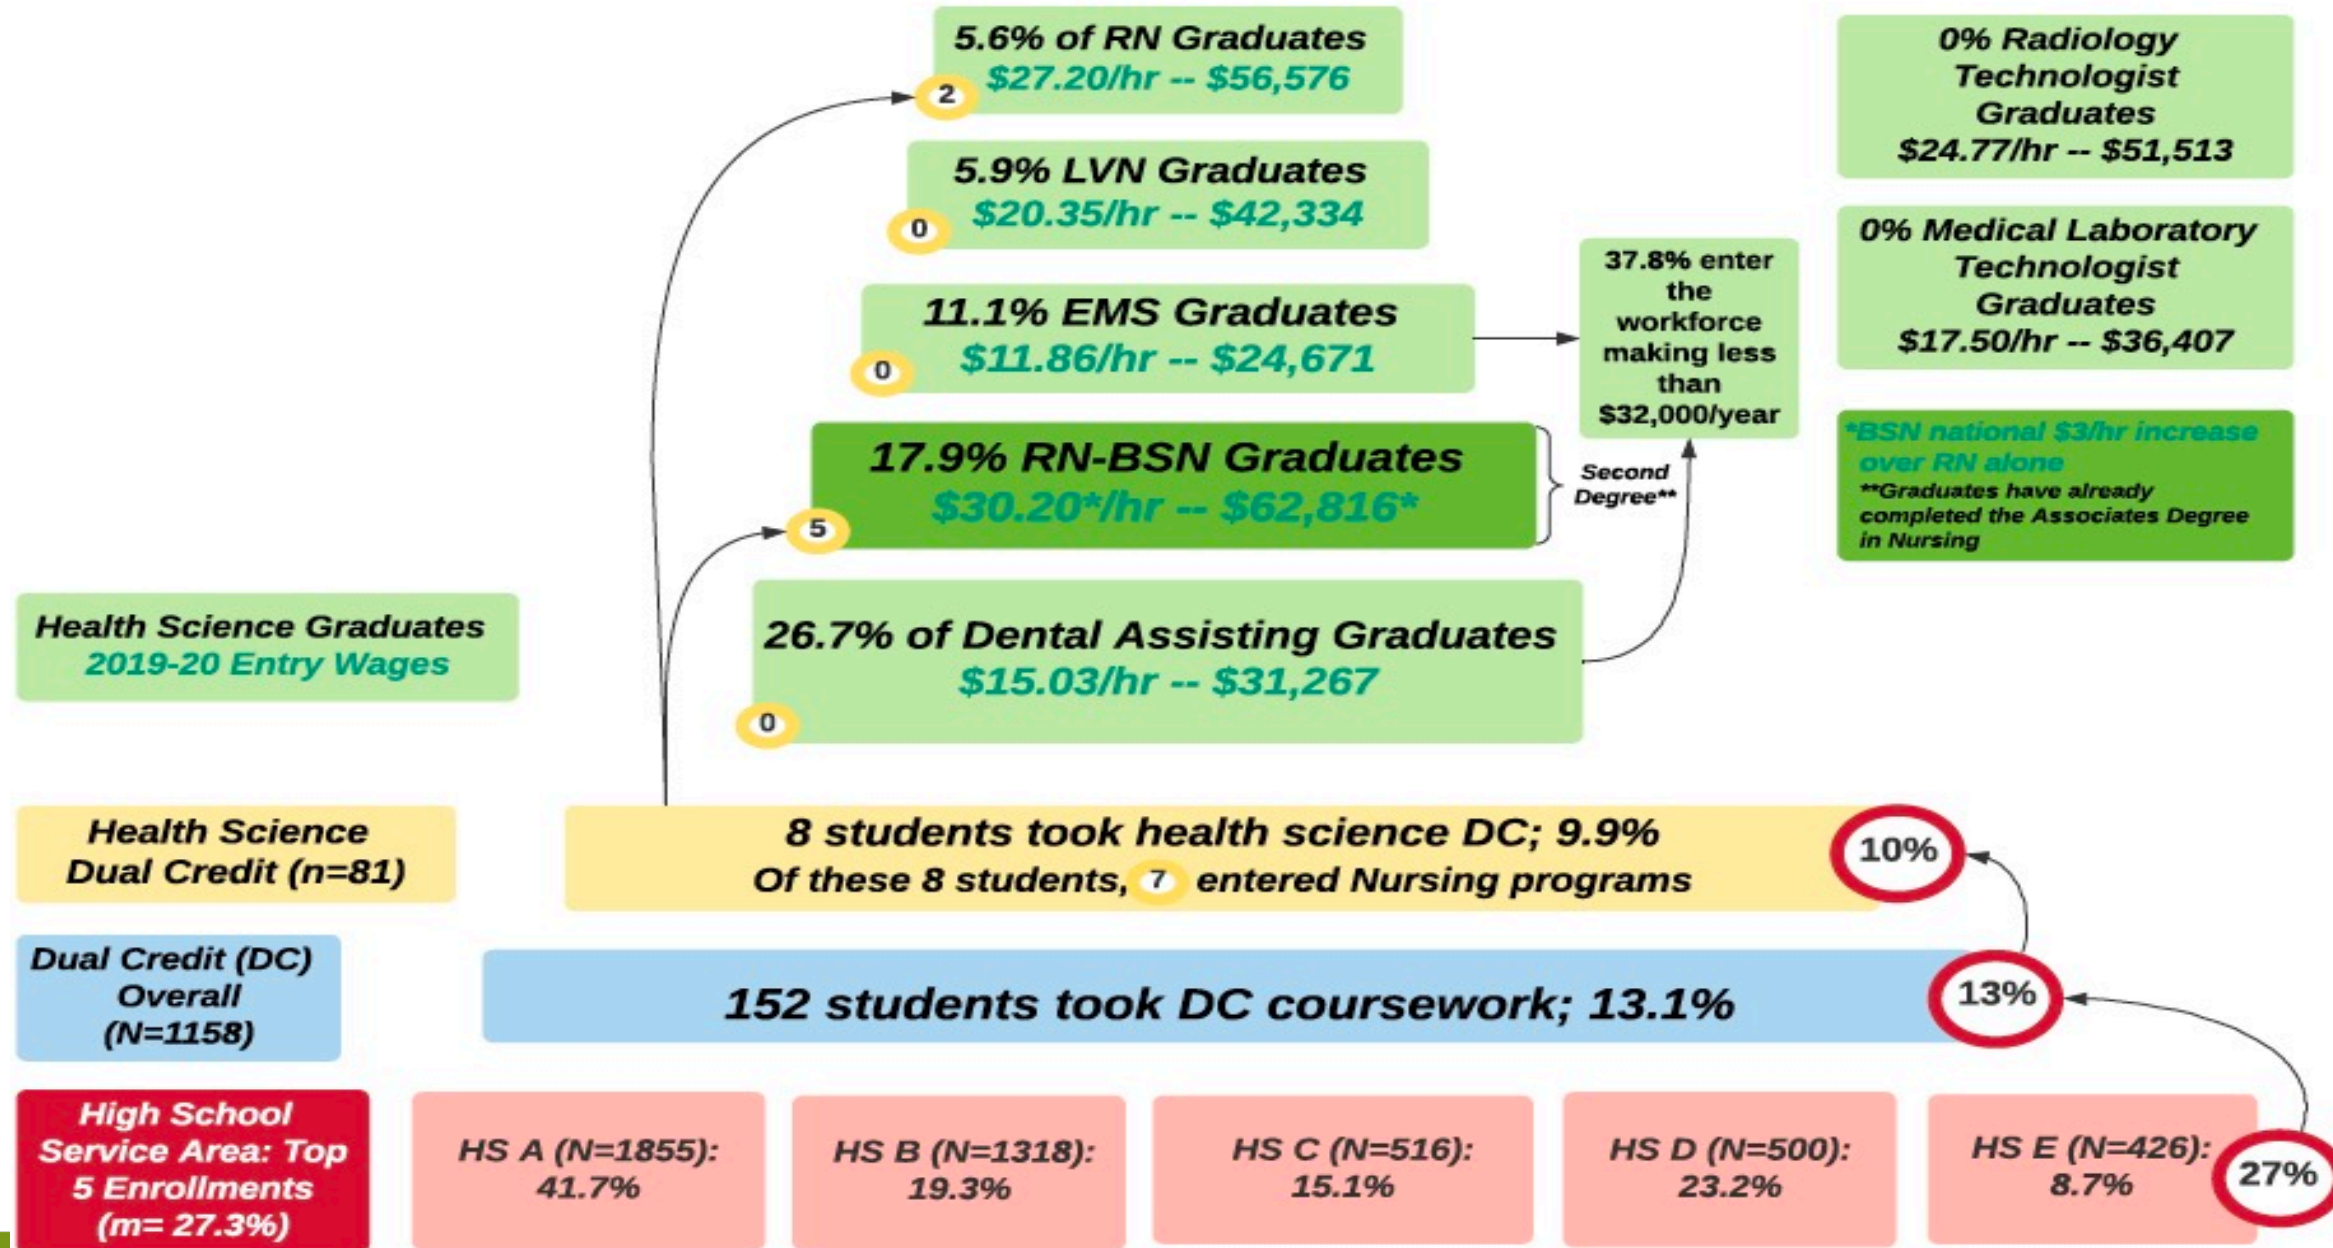 5.6% of RN Graduates
$27.20/hr -- $56,576
2
5.9% LVN Graduates
$20.35/hr -- $42,334
0
11.1% EMS Graduates
$11.86/hr -- $24,671
0
17.9% RN-BSN Graduates
$30.20*/hr -- $62,816*
5
Second
Degree**
26.7% of Dental Assisting Graduates
$15.03/hr -- $31,267
0
37.8% enter
the
workforce
making less
than
$32,000/year
0% Radiology
Technologist
Graduates
$24.77/hr -- $51,513
0% Medical Laboratory
Technologist
Graduates
$17.50/hr -- $36,407
*BSN national $3/hr increase
over RN alone
**Graduates have already
completed the Associates Degree
in Nursing
Health Science Graduates
2019-20 Entry Wages
Health Science
Dual Credit (n=81)
8 students took health science DC; 9.9%
Of these 8 students, 7 entered Nursing programs
10%
Dual Credit (DC)
Overall
(N=1158)
152 students took DC coursework; 13.1%
13%
High School
Service Area: Top
5 Enrollments
(m= 27.3%)
HS A (N=1855):
41.7%
HS B (N=1318):
19.3%
HS C (N=516):
15.1%
HS D (N=500):
23.2%
HS E (N=426):
8.7%
27%